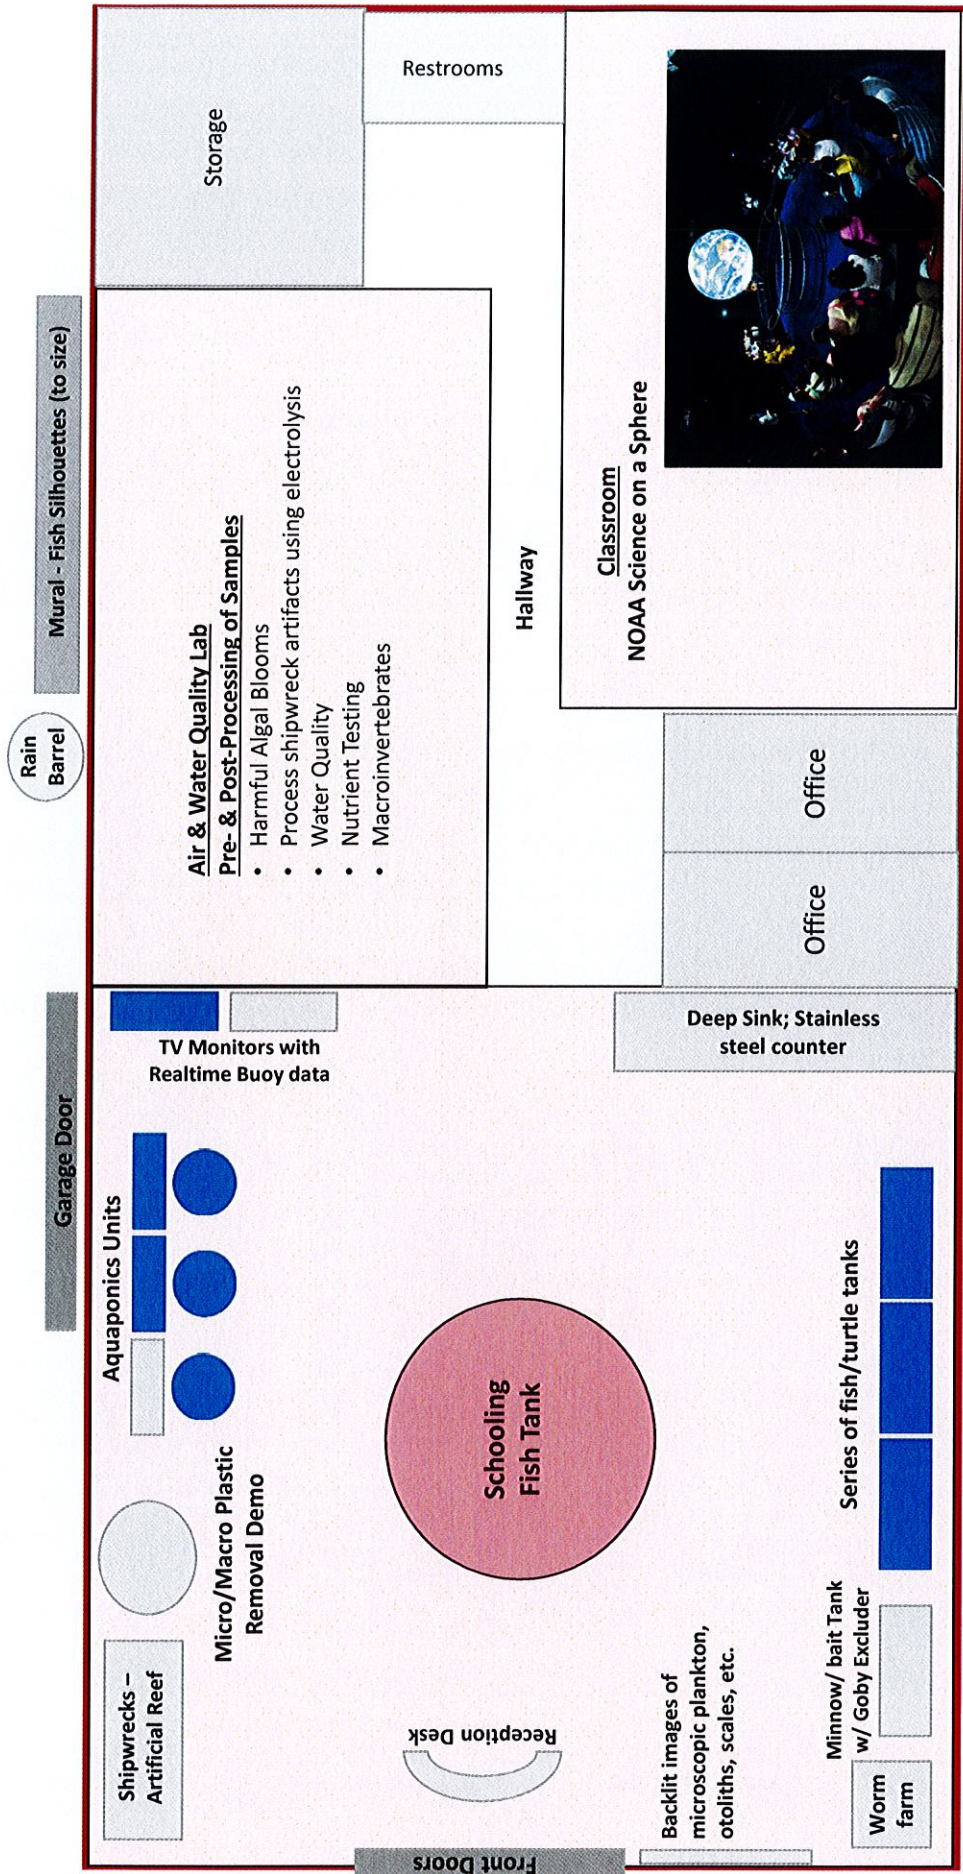 Rain
Barrel
Mural - Fish Silhouettes (to size)
Garage Door
Shipwrecks –
Artificial Reef
Micro/Macro Plastic
Removal Demo
Aquaponics Units
TV Monitors with
Realtime Buoy data
Air & Water Quality Lab
Pre- & Post-Processing of Samples
• Harmful Algal Blooms
• Process shipwreck artifacts using electrolysis
• Water Quality
• Nutrient Testing
• Macroinvertebrates
Storage
Restrooms
Hallway
Front Doors
Reception Desk
Schooling
Fish Tank
Backlit images of
microscopic plankton,
otoliths, scales, etc.
Worm
farm
Minnow/ bait Tank
w/ Goby Excluder
Series of fish/turtle tanks
Deep Sink; Stainless
steel counter
Office
Office
Classroom
NOAA Science on a Sphere